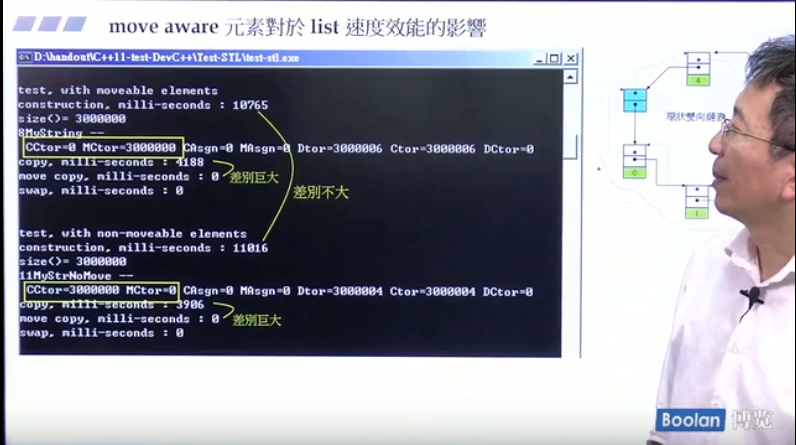 move aware 元素對於 list 速度效能的影響
D:\handout\C++11-test-DevC++\Test-STL\test-stl.exe
test, with moveable elements
construction, milli-seconds : 10765
size()= 3000000
8MyString --
CCtor=0 MCtor=3000000 CAsgn=0 MAsgn=0 Dtor=3000006 Ctor=3000006 DCtor=0
copy, milli-seconds : 4188
move copy, milli-seconds : 0
差別巨大
swap, milli-seconds : 0
差別不大
test, with non-moveable elements
construction, milli-seconds : 11016
size()= 3000000
11MyStrNoMove --
CCtor=3000000 MCtor=0 CAsgn=0 MAsgn=0 Dtor=3000004 Ctor=3000004 DCtor=0
copy, milli-seconds : 3906
move copy, milli-seconds : 0
差別巨大
swap, milli-seconds : 0
4
環狀雙向鏈
0
1
Boolan 博览